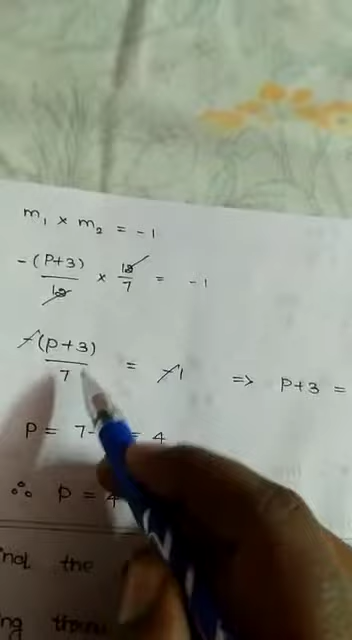 m₁ × m₂ = -1
-(P+3)/12 × 12/7 = -1
-(p+3)/7 = -1 => p+3 =
P = 7- = 4
∴ p = 4
the